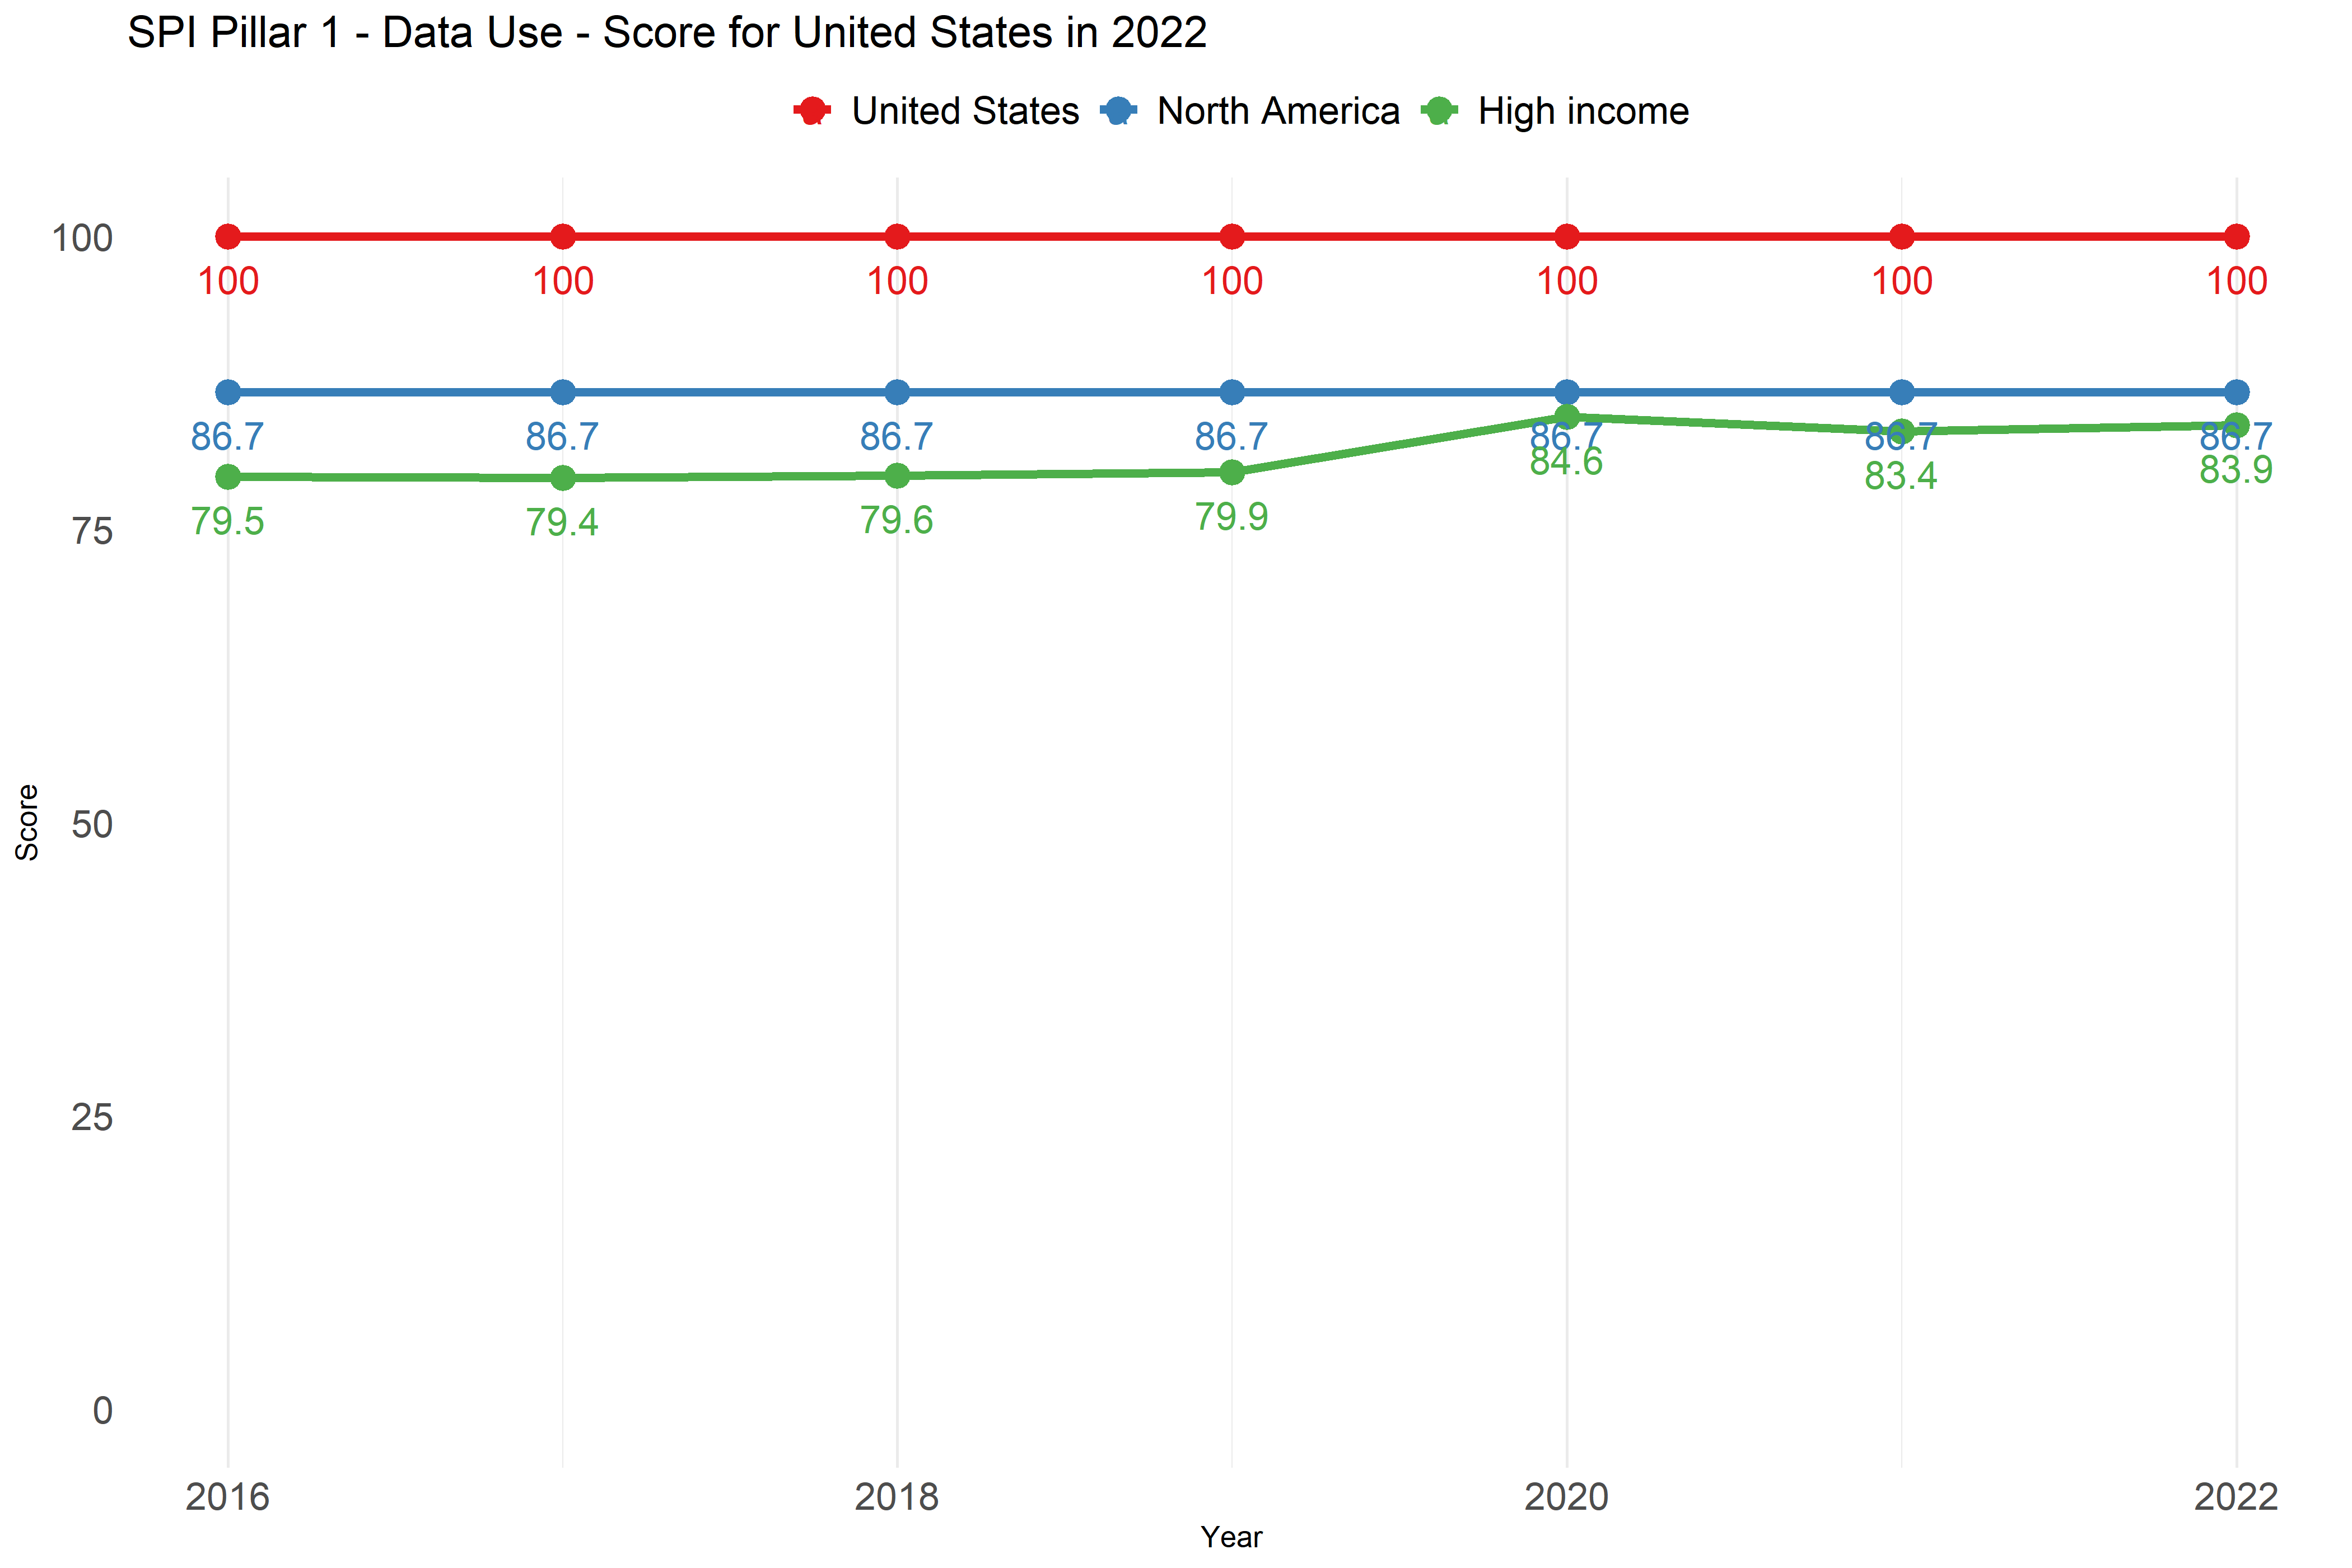 SPI Pillar 1 - Data Use - Score for United States in 2022
United States North America High income
100
100 100 100 100 100 100 100
86.7 86.7 86.7 86.7 86.7 86.7 86.7
84.6 83.4 83.9
79.5 79.4 79.6 79.9
75
Score
50
25
0
2016 2018 2020 2022
Year